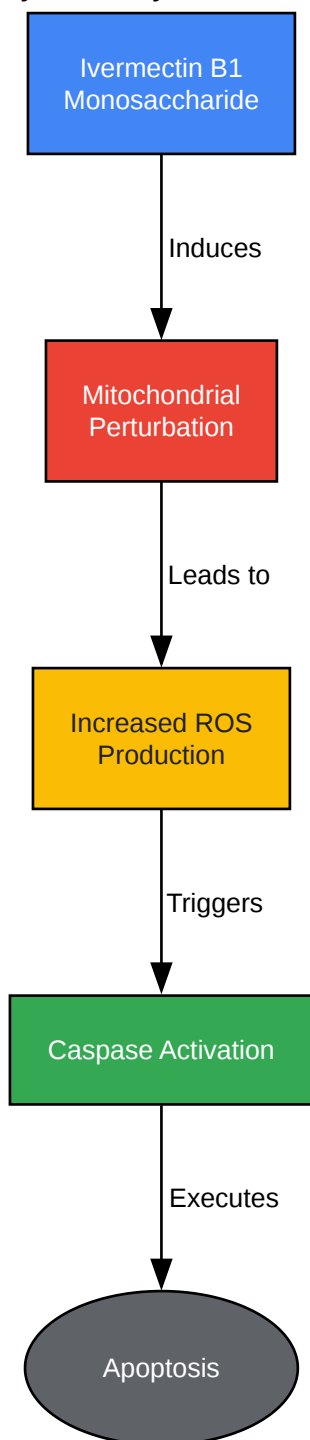 Ivermectin B1
Monosaccharide
Induces
Mitochondrial
Perturbation
Leads to
Increased ROS
Production
Triggers
Caspase Activation
Executes
Apoptosis